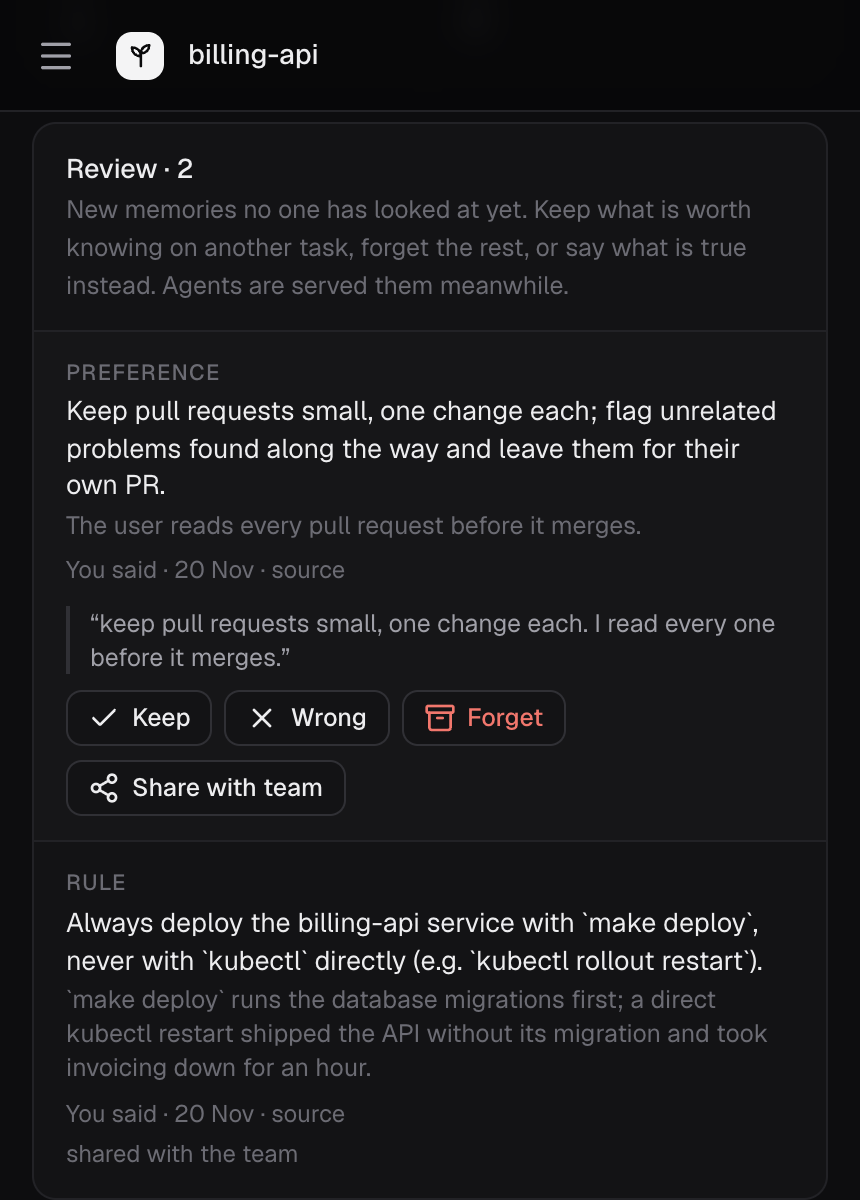 billing-api
Review · 2
New memories no one has looked at yet. Keep what is worth
knowing on another task, forget the rest, or say what is true
instead. Agents are served them meanwhile.
PREFERENCE
Keep pull requests small, one change each; flag unrelated
problems found along the way and leave them for their
own PR.
The user reads every pull request before it merges.
You said · 20 Nov · source
“keep pull requests small, one change each. I read every one
before it merges.”
Keep
Wrong
Forget
Share with team
RULE
Always deploy the billing-api service with `make deploy`,
never with `kubectl` directly (e.g. `kubectl rollout restart`).
`make deploy` runs the database migrations first; a direct
kubectl restart shipped the API without its migration and took
invoicing down for an hour.
You said · 20 Nov · source
shared with the team